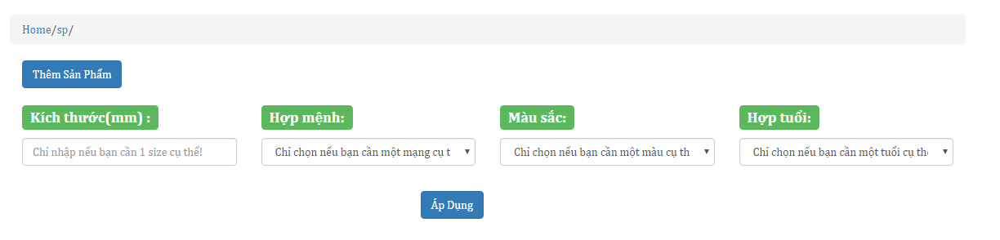 Home/sp/
Thêm Sản Phẩm
Kích thước(mm) :
Hợp mệnh:
Màu sắc:
Hợp tuổi:
Chỉ nhập nếu bạn cần 1 size cụ thể!
Chỉ chọn nếu bạn cần một mạng cụ t
Chỉ chọn nếu bạn cần một màu cụ th
Chỉ chọn nếu bạn cần một tuổi cụ th
Áp Dụng